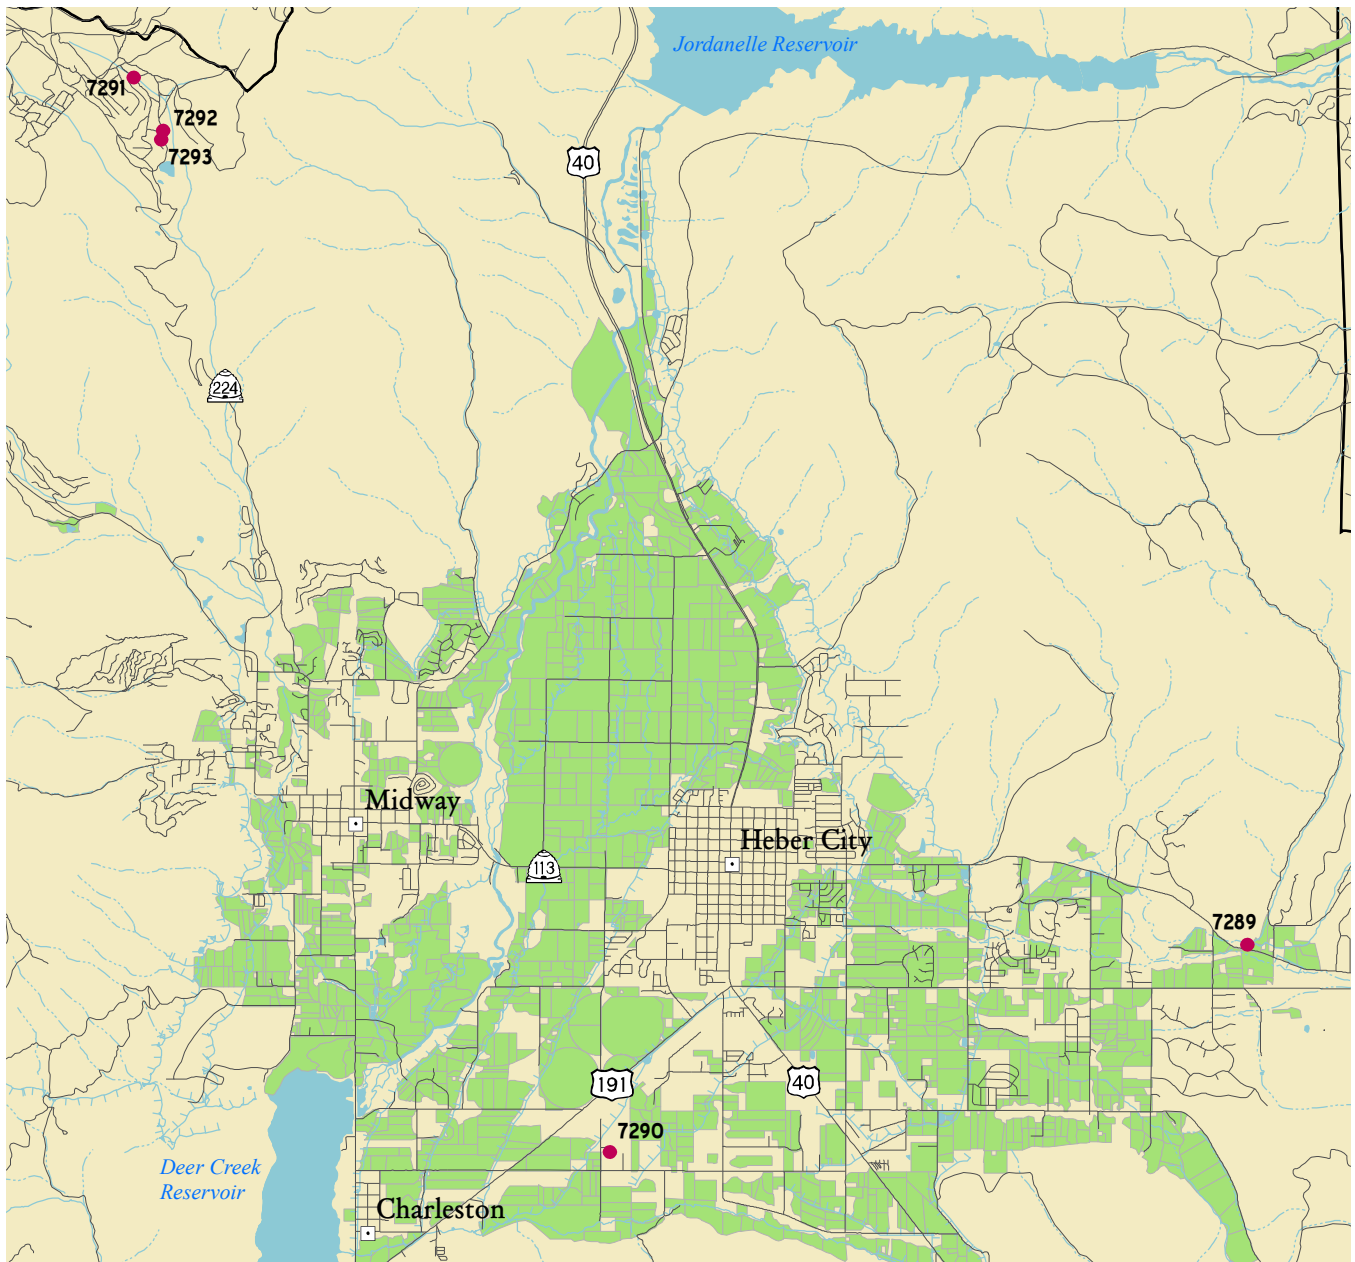 Jordanelle Reservoir
7291
7292
7293
40
224
Midway
Heber City
113
7289
191
40
7290
Deer Creek
Reservoir
Charleston